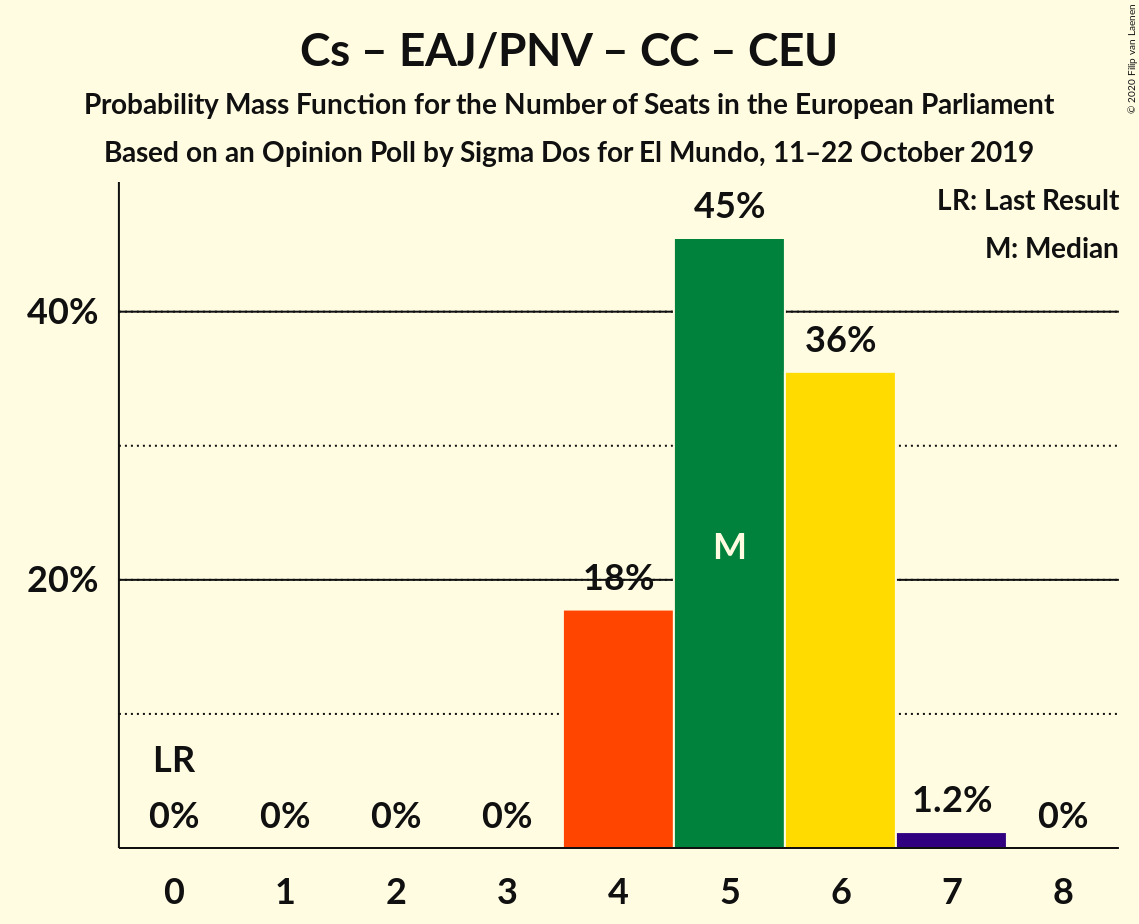 Cs – EAJ/PNV – CC – CEU
Probability Mass Function for the Number of Seats in the European Parliament
Based on an Opinion Poll by Sigma Dos for El Mundo, 11–22 October 2019
© 2020 Filip van Laenen
LR: Last Result
M: Median
45%
40%
36%
M
20%
18%
LR
0% 0% 0% 0% 1.2% 0%
0 1 2 3 4 5 6 7 8